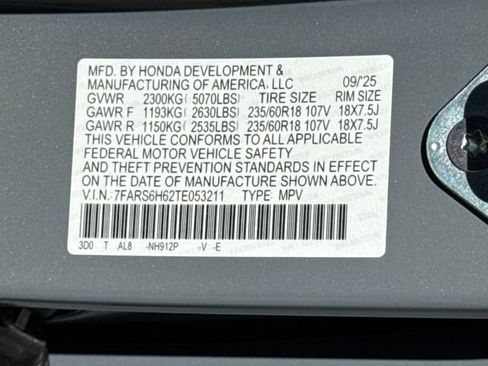 MFD. BY HONDA DEVELOPMENT &
MANUFACTURING OF AMERICA, LLC 09/'25
GVWR 2300KG( 5070LBS) TIRE SIZE RIM SIZE
GAWR F 1193KG( 2630LBS) 235/60R18 107V 18X7.5J
GAWR R 1150KG( 2535LBS) 235/60R18 107V 18X7.5J
THIS VEHICLE CONFORMS TO ALL APPLICABLE
FEDERAL MOTOR VEHICLE SAFETY
AND THEFT PREVENTION STANDARDS IN EFFECT
ON THE DATE OF MANUFACTURE SHOWN ABOVE.
V.I.N. 7FARS6H62TE053211 TYPE: MPV
3D0 T AL8 -NH912P -V -E